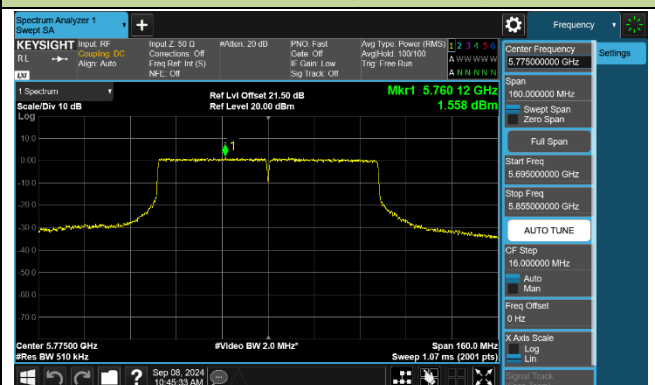 Spectrum Analyzer 1
Swept SA
Frequency
KEYSIGHT
Input: RF
Coupling: DC
Align: Auto
Input Z: 50 Ω
Corrections: Off
Freq Ref: Int (S)
NFE: Off
#Atten: 20 dB
PNO: Fast
Gate: Off
IF Gain: Low
Sig Track: Off
Avg Type: Power (RMS)
Avg|Hold: 100/100
Trig: Free Run
1 2 3 4 5 6
A W W W W W
A N N N N N
R L
LXI
Center Frequency
5.775000000 GHz
Settings
Span
160.000000 MHz
Swept Span
Zero Span
Full Span
Start Freq
5.695000000 GHz
Stop Freq
5.855000000 GHz
AUTO TUNE
CF Step
16.000000 MHz
Auto
Man
Freq Offset
0 Hz
X Axis Scale
Log
Lin
Signal Track
1 Spectrum
Scale/Div 10 dB
Log
Ref Lvl Offset 21.50 dB
Ref Level 20.00 dBm
Mkr1 5.760 12 GHz
1.558 dBm
10.0
0.00
-10.0
-20.0
-30.0
-40.0
-50.0
-60.0
-70.0
1
Center 5.77500 GHz
#Res BW 510 kHz
#Video BW 2.0 MHz*
Span 160.0 MHz
Sweep 1.07 ms (2001 pts)
?
Sep 08, 2024
10:45:33 AM